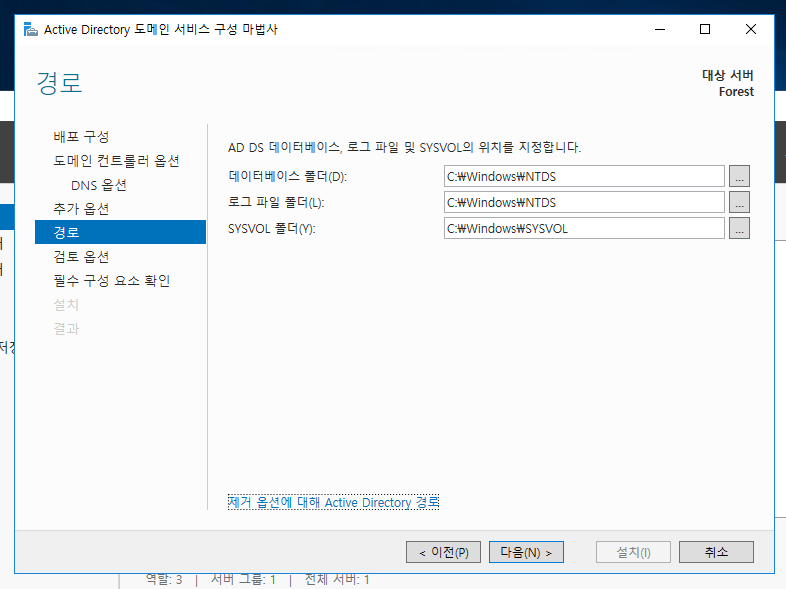 Active Directory 도메인 서비스 구성 마법사
경로
대상 서버
Forest
배포 구성
도메인 컨트롤러 옵션
DNS 옵션
추가 옵션
경로
검토 옵션
필수 구성 요소 확인
설치
결과
AD DS 데이터베이스, 로그 파일 및 SYSVOL의 위치를 지정합니다.
데이터베이스 폴더(D): C:₩Windows₩NTDS ...
로그 파일 폴더(L): C:₩Windows₩NTDS ...
SYSVOL 폴더(Y): C:₩Windows₩SYSVOL ...
제거 옵션에 대해 Active Directory 경로
< 이전(P) 다음(N) > 설치(I) 취소
역할: 3 | 서버 그룹: 1 | 전체 서버: 1